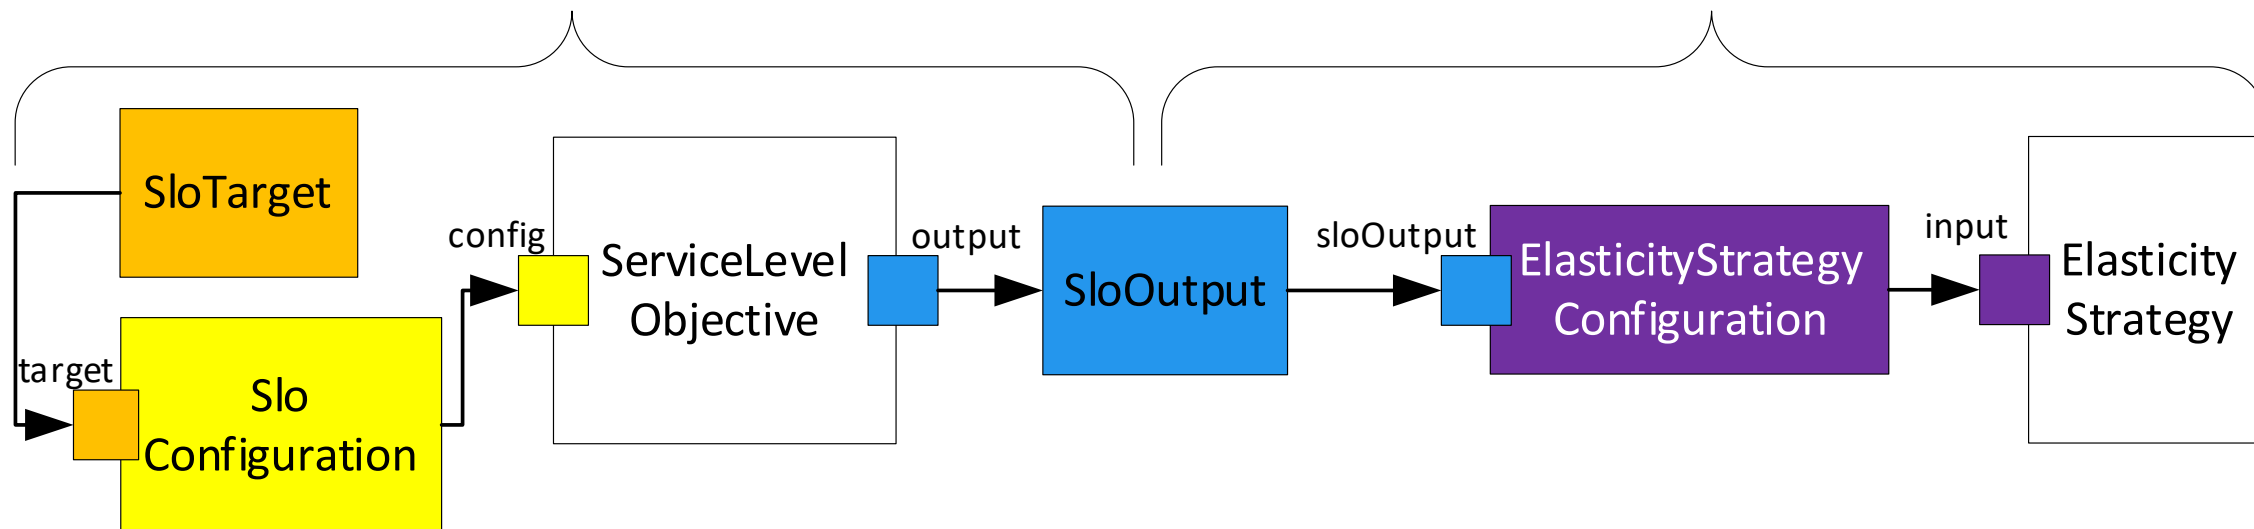 SloTarget
target
Slo
Configuration
config
ServiceLevel
Objective
output
SloOutput
sloOutput
ElasticityStrategy
Configuration
input
Elasticity
Strategy